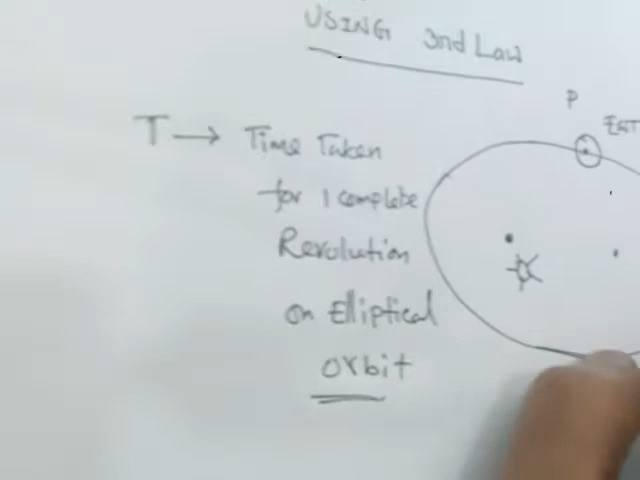 USING 3nd Law
P
T → Time Taken
for 1 complete
Revolution
on Elliptical
orbit